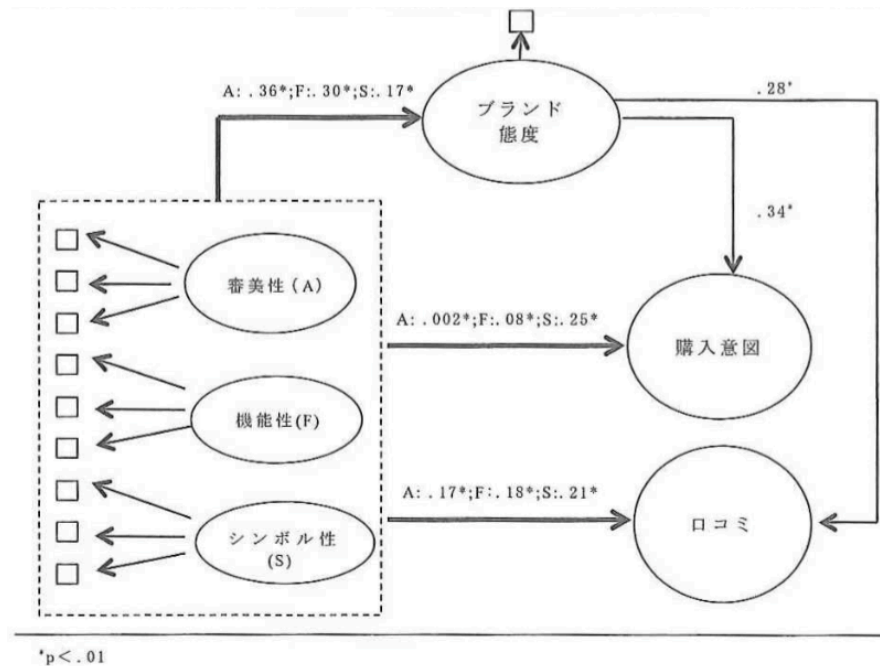 A: .36*;F:.30*;S:.17*
ブランド
態度
.28*
.34*
審美性(A)
A: .002*;F:.08*;S:.25*
購入意図
機能性(F)
A: .17*;F:.18*;S:.21*
口コミ
シンボル性
(S)
*p<.01